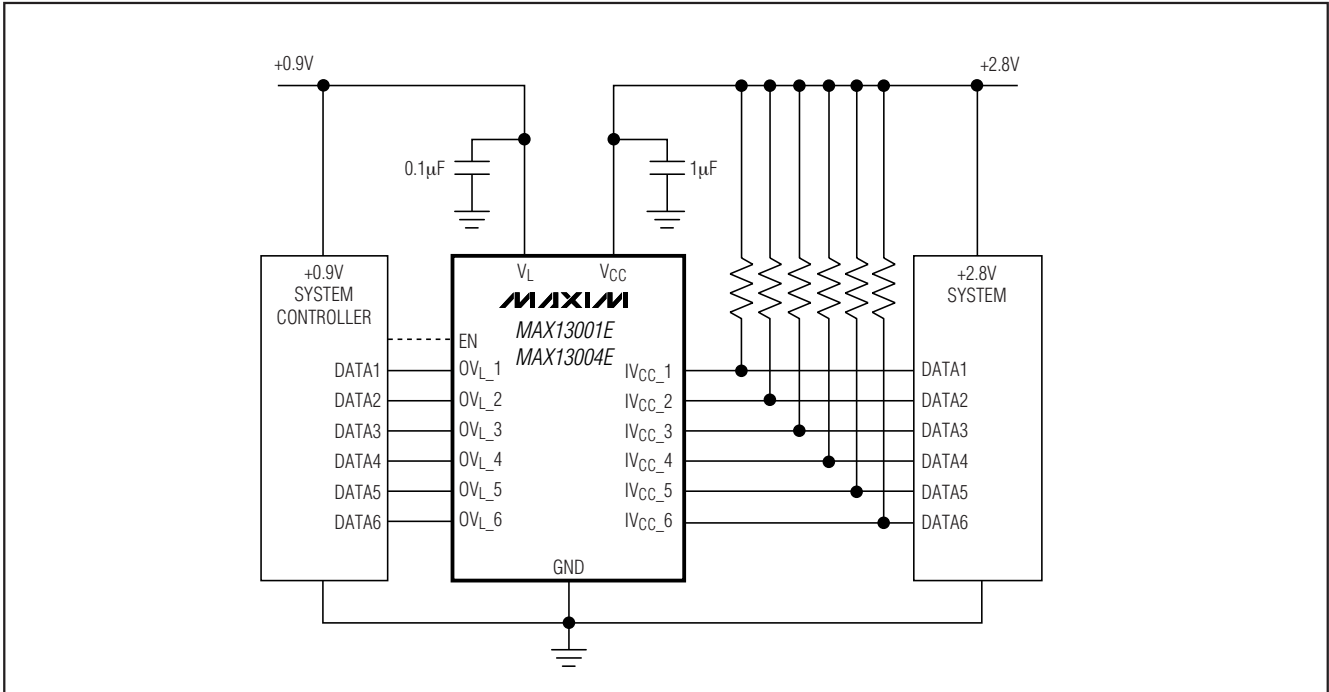 +0.9V
+2.8V
0.1μF
1μF
+0.9V
SYSTEM
CONTROLLER
VL
VCC
MAXIM
MAX13001E
MAX13004E
+2.8V
SYSTEM
EN
DATA1
OVL_1
IVCC_1
DATA1
DATA2
OVL_2
IVCC_2
DATA2
DATA3
OVL_3
IVCC_3
DATA3
DATA4
OVL_4
IVCC_4
DATA4
DATA5
OVL_5
IVCC_5
DATA5
DATA6
OVL_6
IVCC_6
DATA6
GND